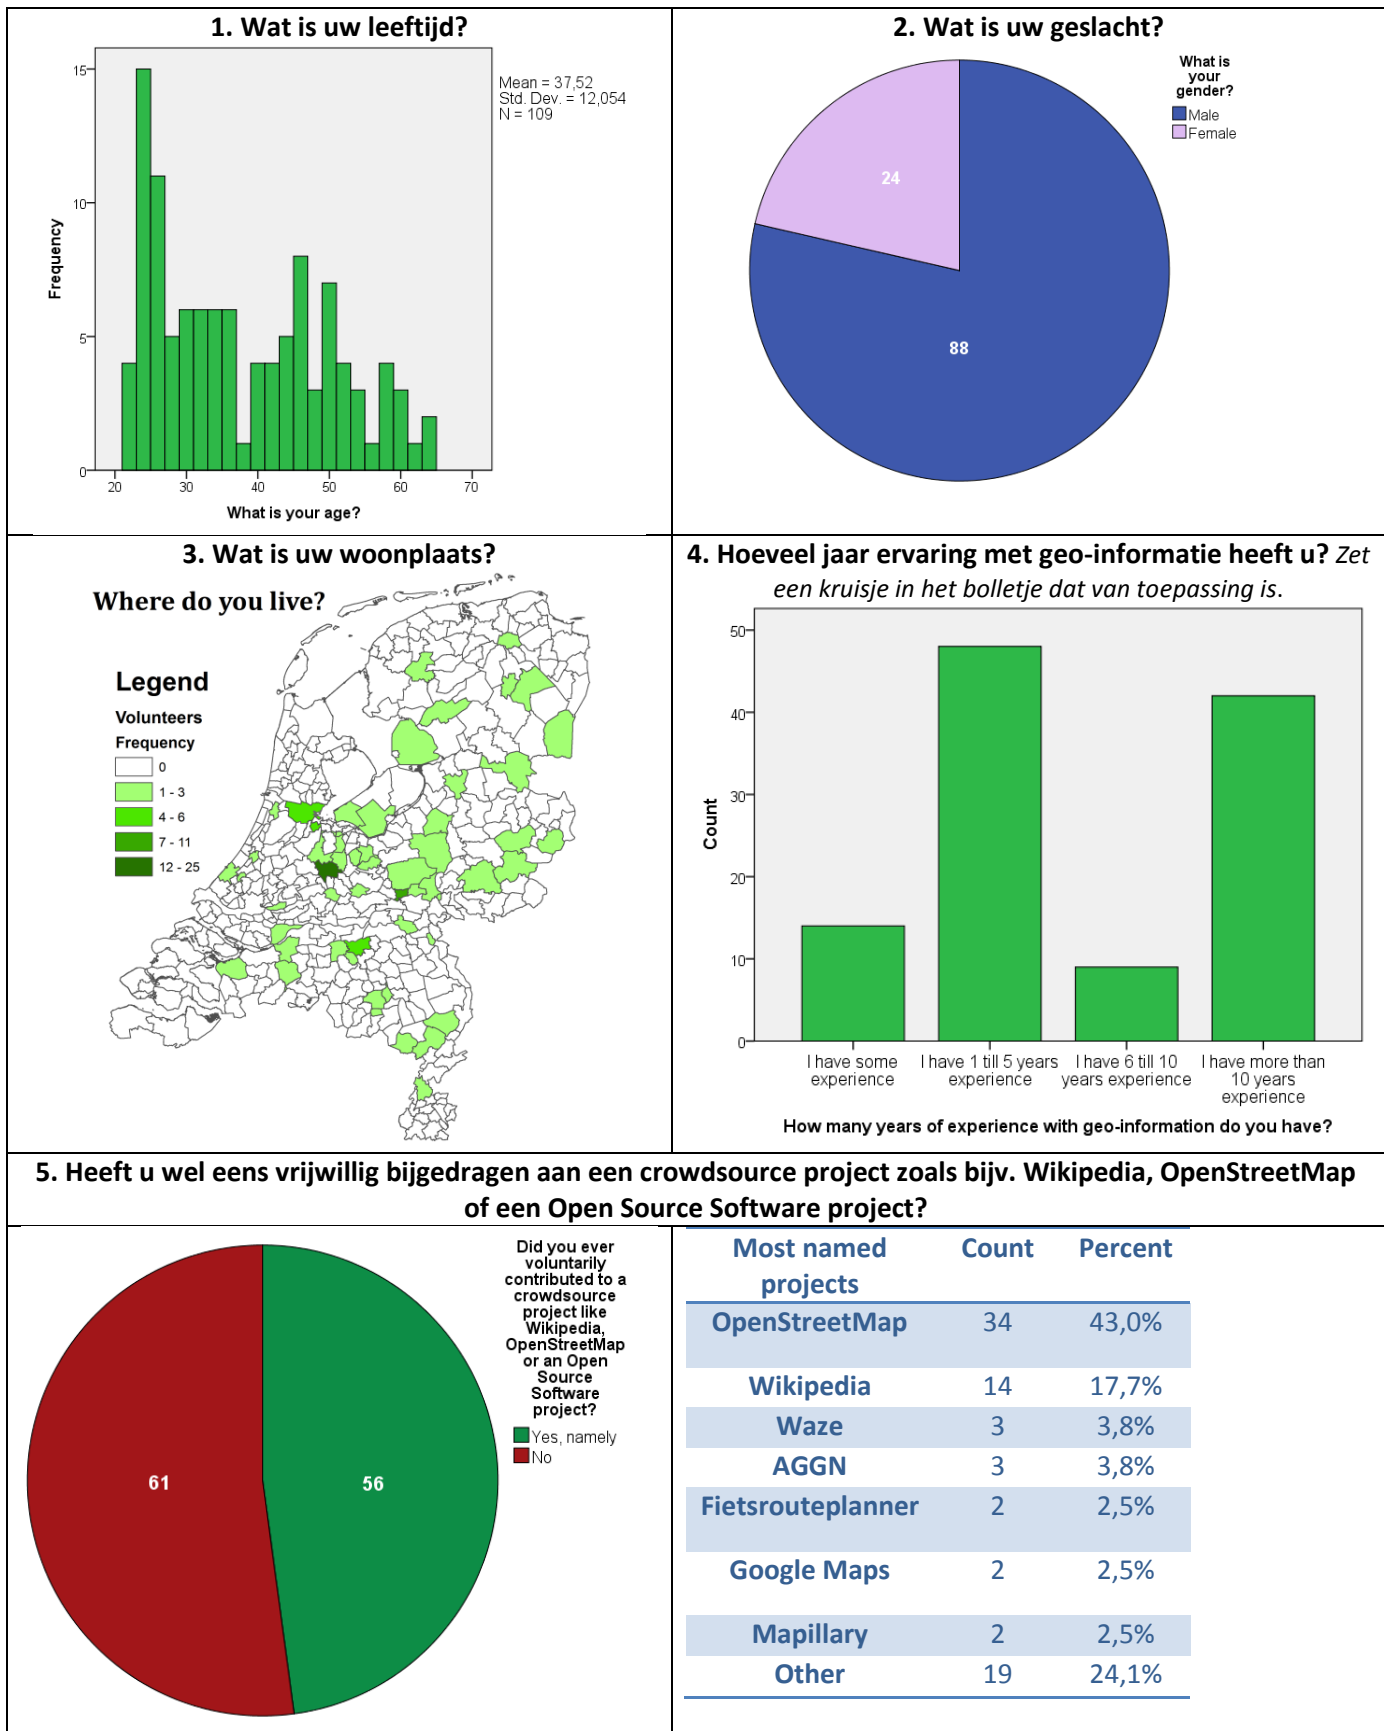 1. Wat is uw leeftijd?
15
10
5
0
Frequency
20 30 40 50 60 70
What is your age?
Mean = 37,52
Std. Dev. = 12,054
N = 109
2. Wat is uw geslacht?
What is
your
gender?
Male
Female
24
88
3. Wat is uw woonplaats?
Where do you live?
Legend
Volunteers
Frequency
0
1 - 3
4 - 6
7 - 11
12 - 25
4. Hoeveel jaar ervaring met geo-informatie heeft u? Zet
een kruisje in het bolletje dat van toepassing is.
50
40
30
20
10
0
Count
I have some
experience
I have 1 till 5 years
experience
I have 6 till 10
years experience
I have more than
10 years
experience
How many years of experience with geo-information do you have?
5. Heeft u wel eens vrijwillig bijgedragen aan een crowdsource project zoals bijv. Wikipedia, OpenStreetMap
of een Open Source Software project?
Did you ever
voluntarily
contributed to a
crowdsource
project like
Wikipedia,
OpenStreetMap
or an Open
Source
Software
project?
Yes, namely
No
61
56
Most named
projects
Count
Percent
OpenStreetMap 34 43,0%
Wikipedia 14 17,7%
Waze 3 3,8%
AGGN 3 3,8%
Fietsrouteplanner 2 2,5%
Google Maps 2 2,5%
Mapillary 2 2,5%
Other 19 24,1%